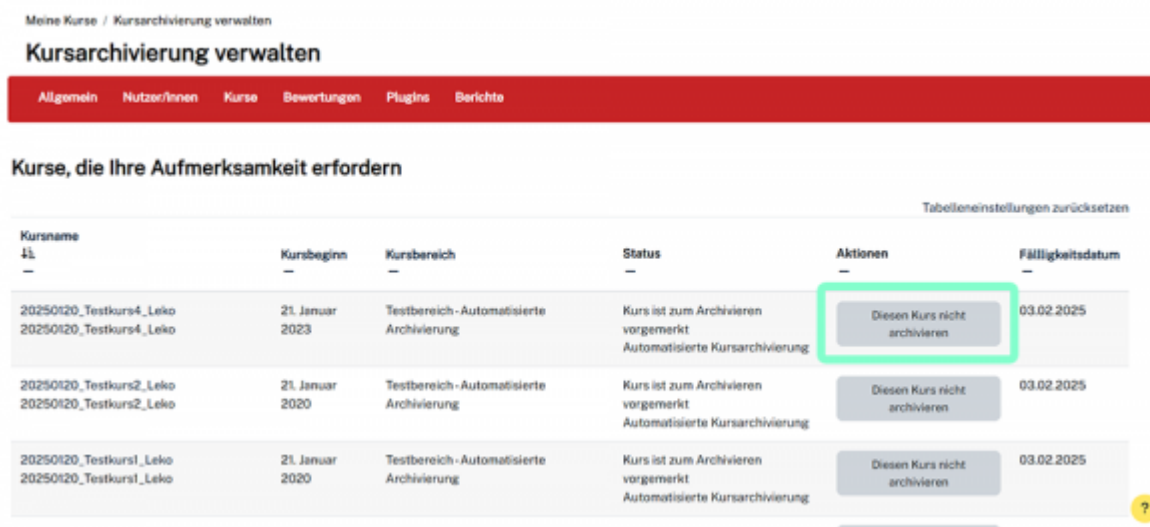 Meine Kurse / Kursarchivierung verwalten
Kursarchivierung verwalten
Allgemein Nutzer/innen Kurse Bewertungen Plugins Berichte
Kurse, die Ihre Aufmerksamkeit erfordern
Tabelleneinstellungen zurücksetzen
Kursname
Kursbeginn Kursbereich Status Aktionen Fällligkeitsdatum
20250120_Testkurs4_Leko 21. Januar Testbereich-Automatisierte Kurs ist zum Archivieren Diesen Kurs nicht 03.02.2025
20250120_Testkurs4_Leko 2023 Archivierung vorgemerkt archivieren
Automatisierte Kursarchivierung
20250120_Testkurs2_Leko 21. Januar Testbereich-Automatisierte Kurs ist zum Archivieren Diesen Kurs nicht 03.02.2025
20250120_Testkurs2_Leko 2020 Archivierung vorgemerkt archivieren
Automatisierte Kursarchivierung
20250120_Testkurs1_Leko 21. Januar Testbereich-Automatisierte Kurs ist zum Archivieren Diesen Kurs nicht 03.02.2025
20250120_Testkurs1_Leko 2020 Archivierung vorgemerkt archivieren
Automatisierte Kursarchivierung
?